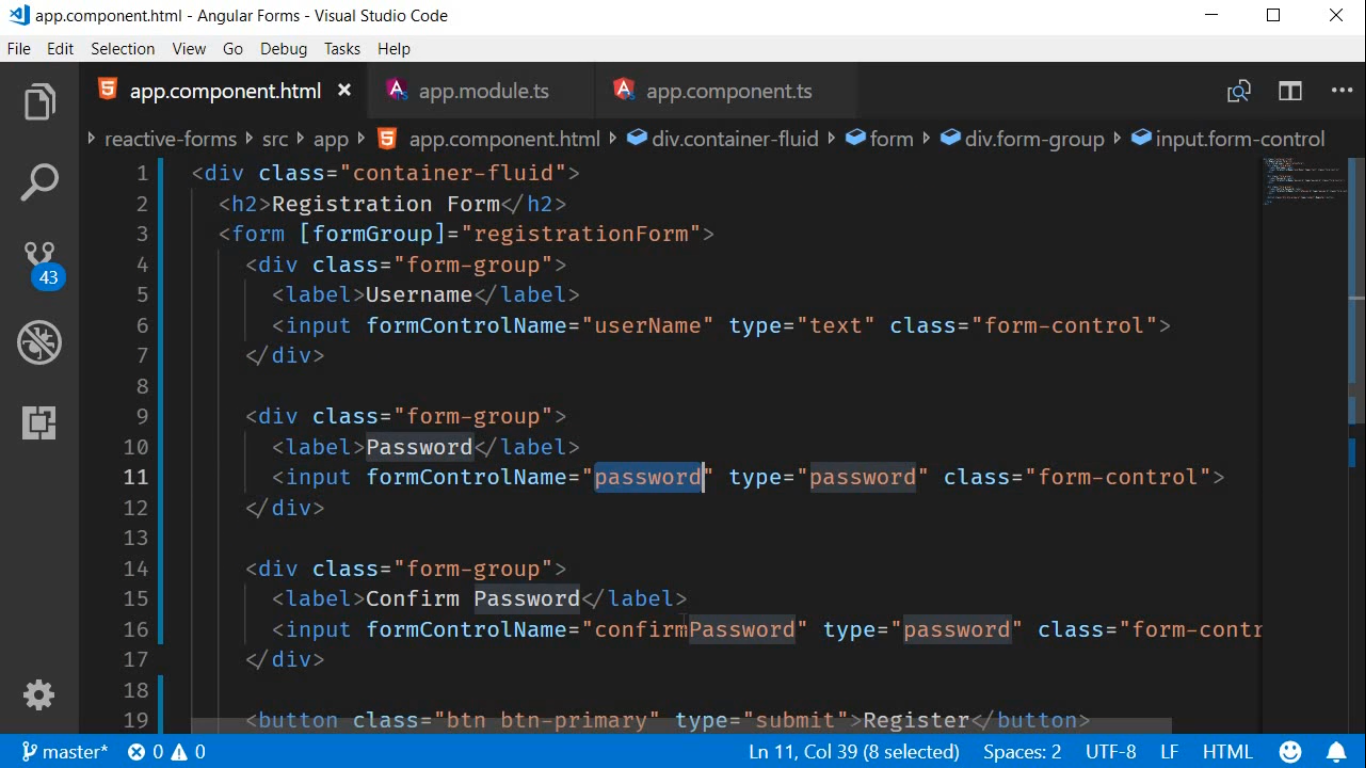 app.component.html - Angular Forms - Visual Studio Code
File Edit Selection View Go Debug Tasks Help
app.component.html app.module.ts app.component.ts
reactive-forms src app app.component.html div.container-fluid form div.form-group input.form-control
1 <div class="container-fluid">
2 <h2>Registration Form</h2>
3 <form [formGroup]="registrationForm">
4 <div class="form-group">
5 <label>Username</label>
6 <input formControlName="userName" type="text" class="form-control">
7 </div>
8
9 <div class="form-group">
10 <label>Password</label>
11 <input formControlName="password" type="password" class="form-control">
12 </div>
13
14 <div class="form-group">
15 <label>Confirm Password</label>
16 <input formControlName="confirmPassword" type="password" class="form-contr
17 </div>
18
19 <button class="btn btn-primary" type="submit">Register</button>
43
master* 0 0 Ln 11, Col 39 (8 selected) Spaces: 2 UTF-8 LF HTML